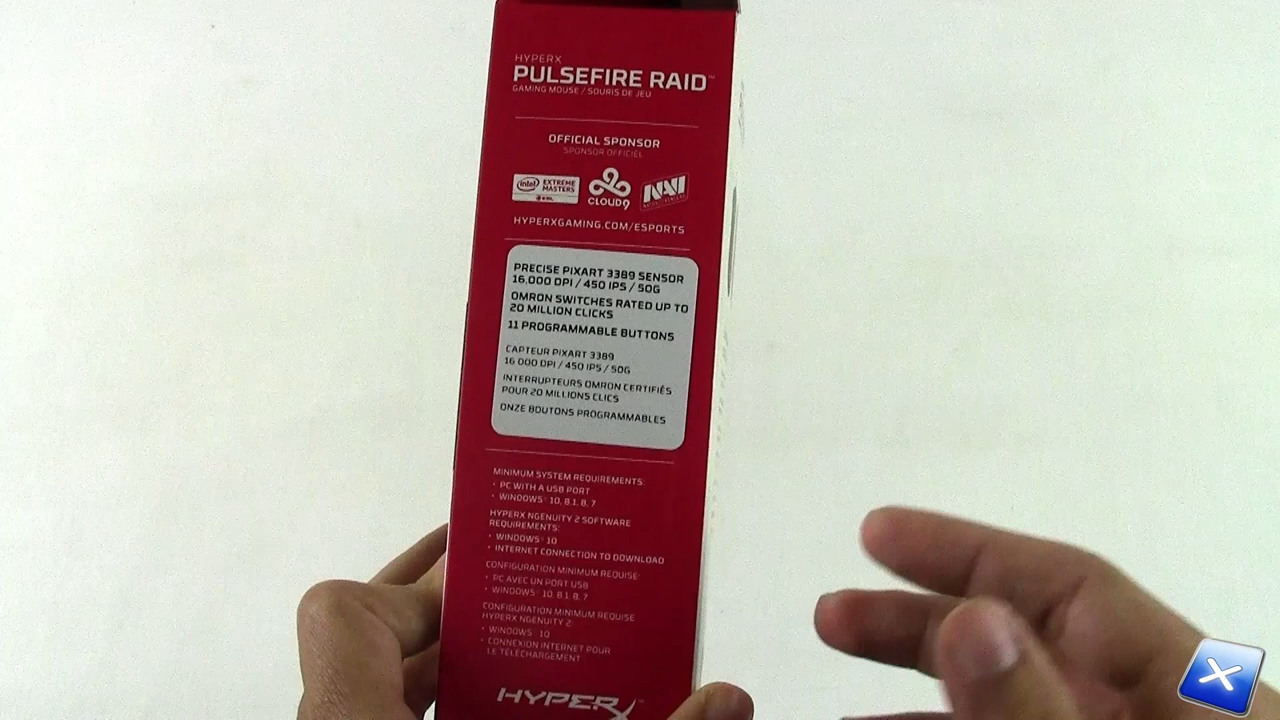 HYPERX
PULSEFIRE RAID™
GAMING MOUSE / SOURIS DE JEU
OFFICIAL SPONSOR
SPONSOR OFFICIEL
intel EXTREME MASTERS
ESL
CLOUD9
NAVI
HYPERXGAMING.COM/ESPORTS
PRECISE PIXART 3389 SENSOR
16,000 DPI / 450 IPS / 50G
OMRON SWITCHES RATED UP TO
20 MILLION CLICKS
11 PROGRAMMABLE BUTTONS
CAPTEUR PIXART 3389
16 000 DPI / 450 IPS / 50G
INTERRUPTEURS OMRON CERTIFIÉS
POUR 20 MILLIONS CLICS
ONZE BOUTONS PROGRAMMABLES
MINIMUM SYSTEM REQUIREMENTS:
• PC WITH A USB PORT
• WINDOWS® 10, 8.1, 8, 7
HYPERX NGENUITY 2 SOFTWARE
REQUIREMENTS:
• WINDOWS® 10
• INTERNET CONNECTION TO DOWNLOAD
CONFIGURATION MINIMUM REQUISE:
• PC AVEC UN PORT USB
• WINDOWS® 10, 8.1, 8, 7
CONFIGURATION MINIMUM REQUISE
HYPERX NGENUITY 2:
• WINDOWS® 10
• CONNEXION INTERNET POUR
LE TÉLÉCHARGEMENT
HYPERX